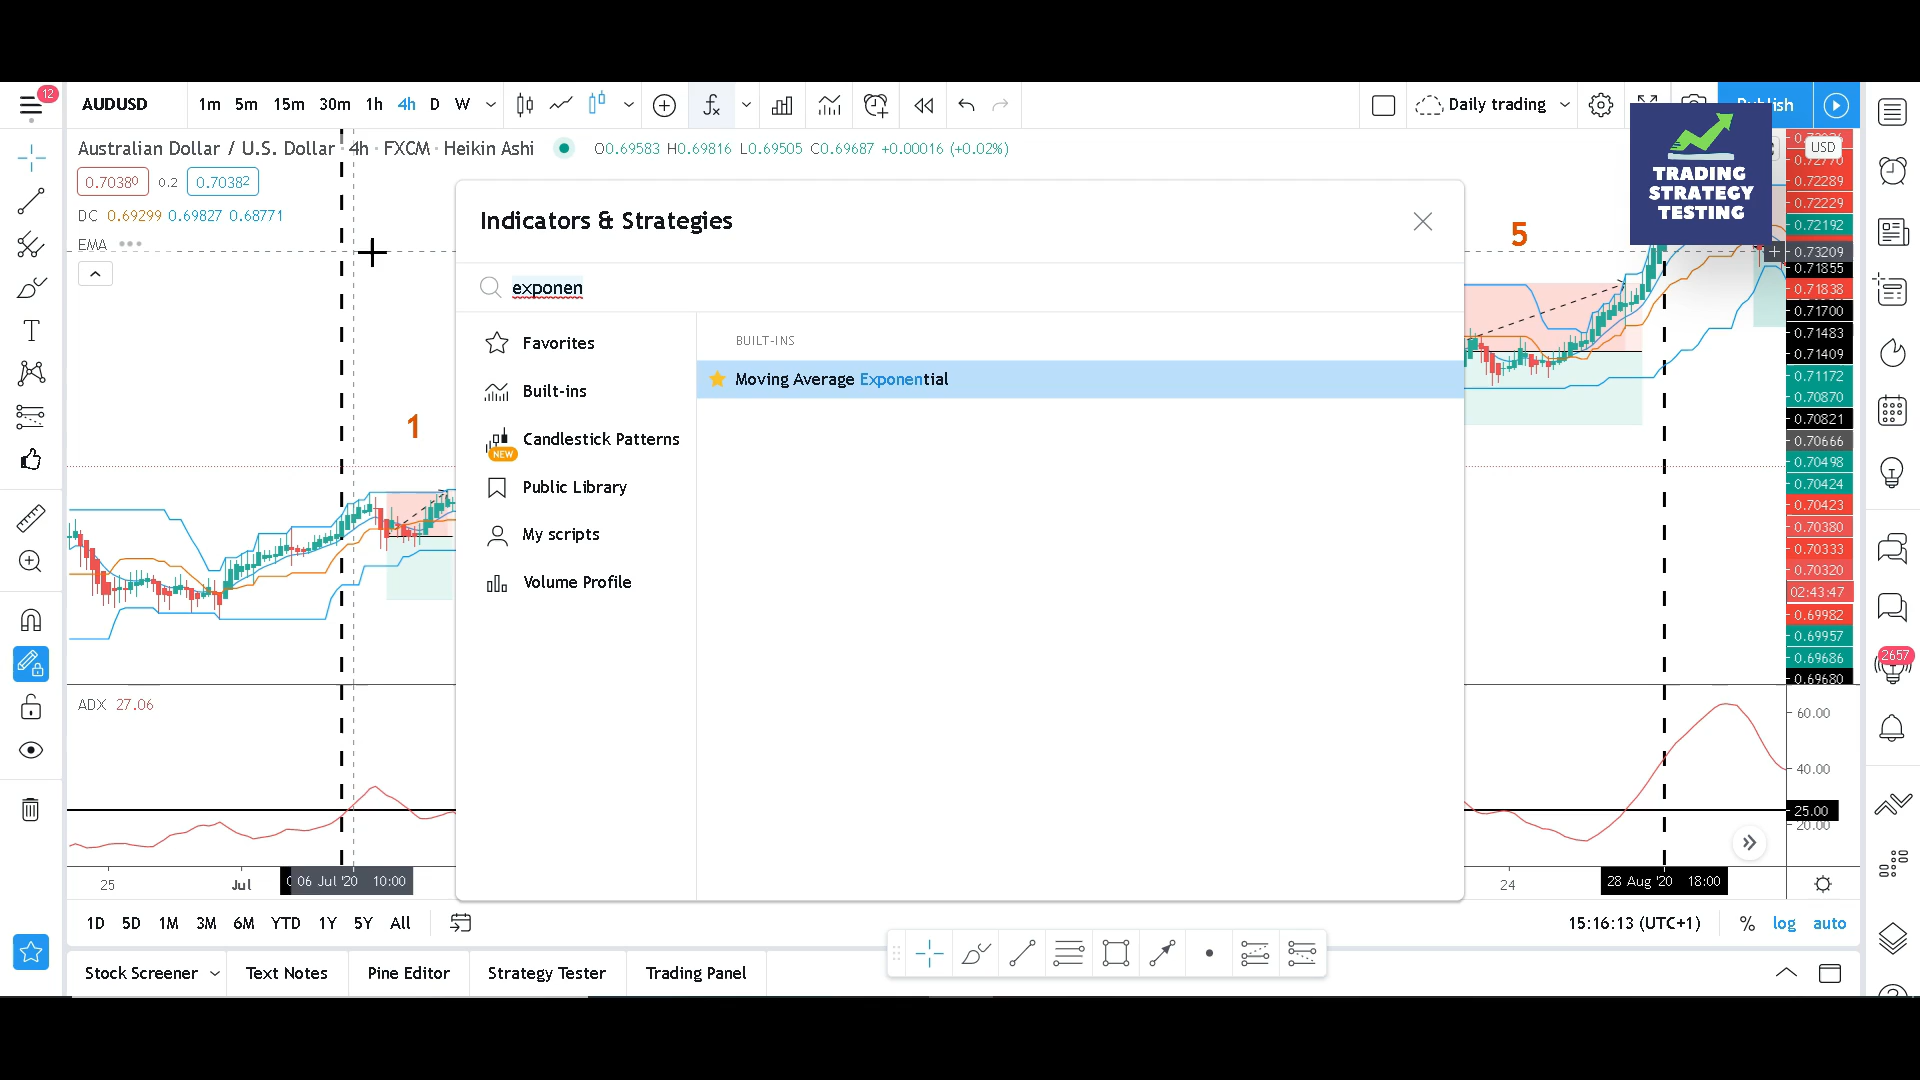 12
AUDUSD 1m 5m 15m 30m 1h 4h D W
Daily trading
Australian Dollar / U.S. Dollar · 4h · FXCM · Heikin Ashi
O0.69583 H0.69816 L0.69505 C0.69687 +0.00016 (+0.02%)
0.70380 0.2 0.70382
DC 0.69299 0.69827 0.68771
EMA
1
Indicators & Strategies
exponen
Favorites
Built-ins
Candlestick Patterns
NEW
Public Library
My scripts
Volume Profile
BUILT-INS
Moving Average Exponential
5
TRADING
STRATEGY
TESTING
USD
0.72770
0.72289
0.72229
0.72192
0.73209
0.71855
0.71838
0.71700
0.71483
0.71409
0.71172
0.70870
0.70821
0.70666
0.70498
0.70424
0.70423
0.70380
0.70333
0.70320
02:43:47
0.69982
0.69957
0.69686
0.69680
2657
ADX 27.06
60.00
40.00
25.00
20.00
25 Jul 06 Jul '20 10:00 24 28 Aug '20 18:00
1D 5D 1M 3M 6M YTD 1Y 5Y All
15:16:13 (UTC+1) % log auto
Stock Screener Text Notes Pine Editor Strategy Tester Trading Panel